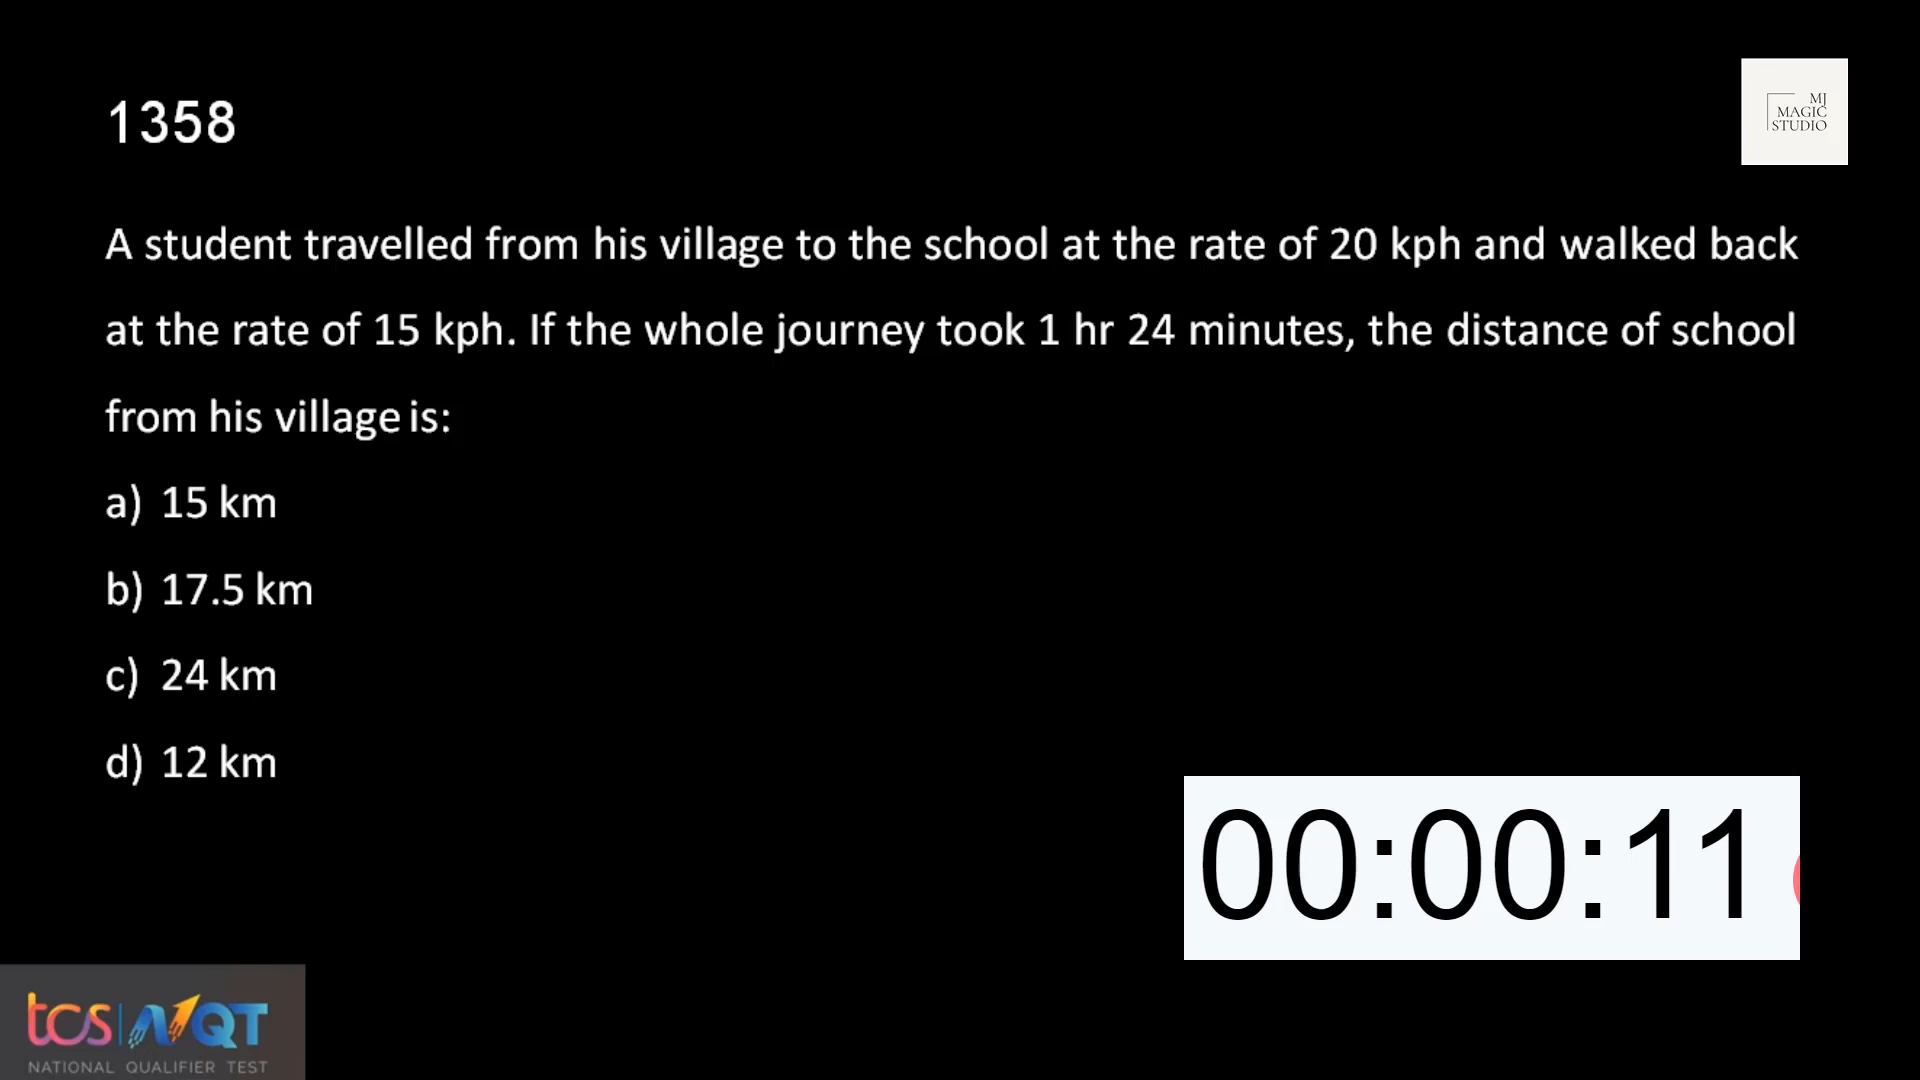 1358
MJ
MAGIC
STUDIO
A student travelled from his village to the school at the rate of 20 kph and walked back
at the rate of 15 kph. If the whole journey took 1 hr 24 minutes, the distance of school
from his village is:
a) 15 km
b) 17.5 km
c) 24 km
d) 12 km
00:00:11
tcs NQT
NATIONAL QUALIFIER TEST